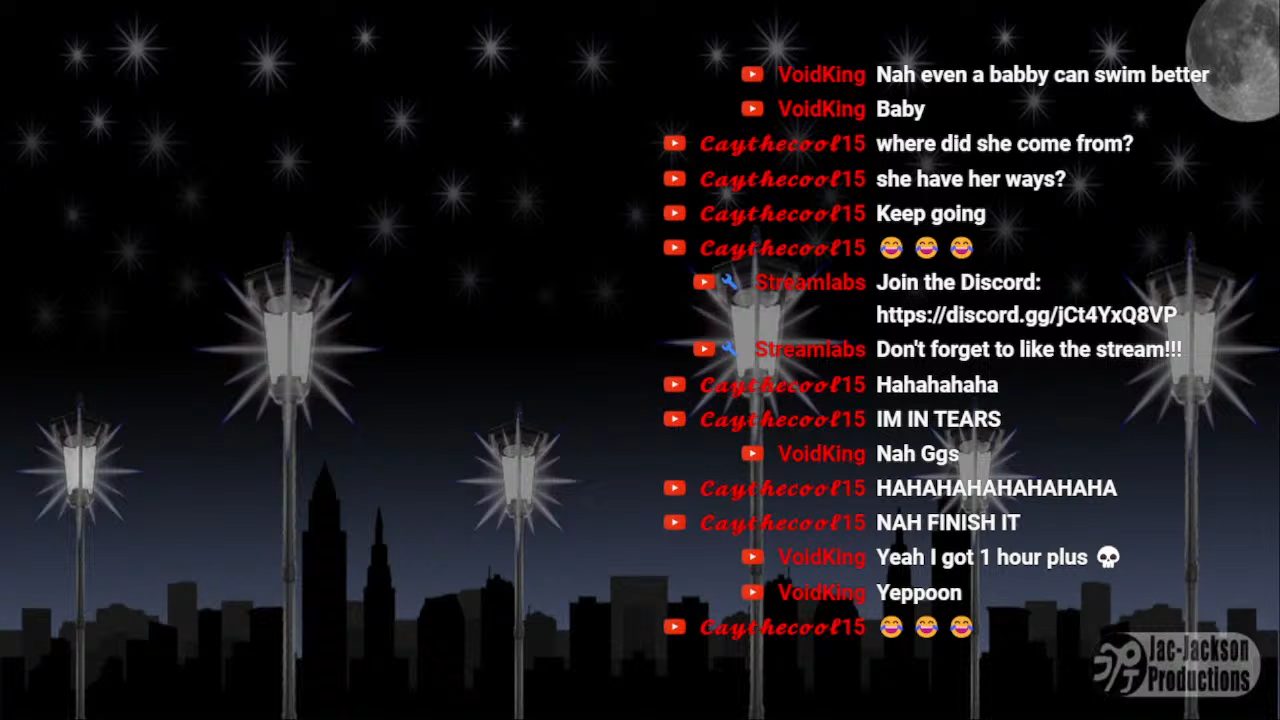 VoidKing Nah even a babby can swim better
VoidKing Baby
Caythecool15 where did she come from?
Caythecool15 she have her ways?
Caythecool15 Keep going
Caythecool15 😂 😂 😂
Streamlabs Join the Discord:
https://discord.gg/jCt4YxQ8VP
Streamlabs Don't forget to like the stream!!!
Caythecool15 Hahahahaha
Caythecool15 IM IN TEARS
VoidKing Nah Ggs
Caythecool15 HAHAHAHAHAHAHAHA
Caythecool15 NAH FINISH IT
VoidKing Yeah I got 1 hour plus 💀
VoidKing Yeppoon
Caythecool15 😂 😂 😂
Jac-Jackson
Productions